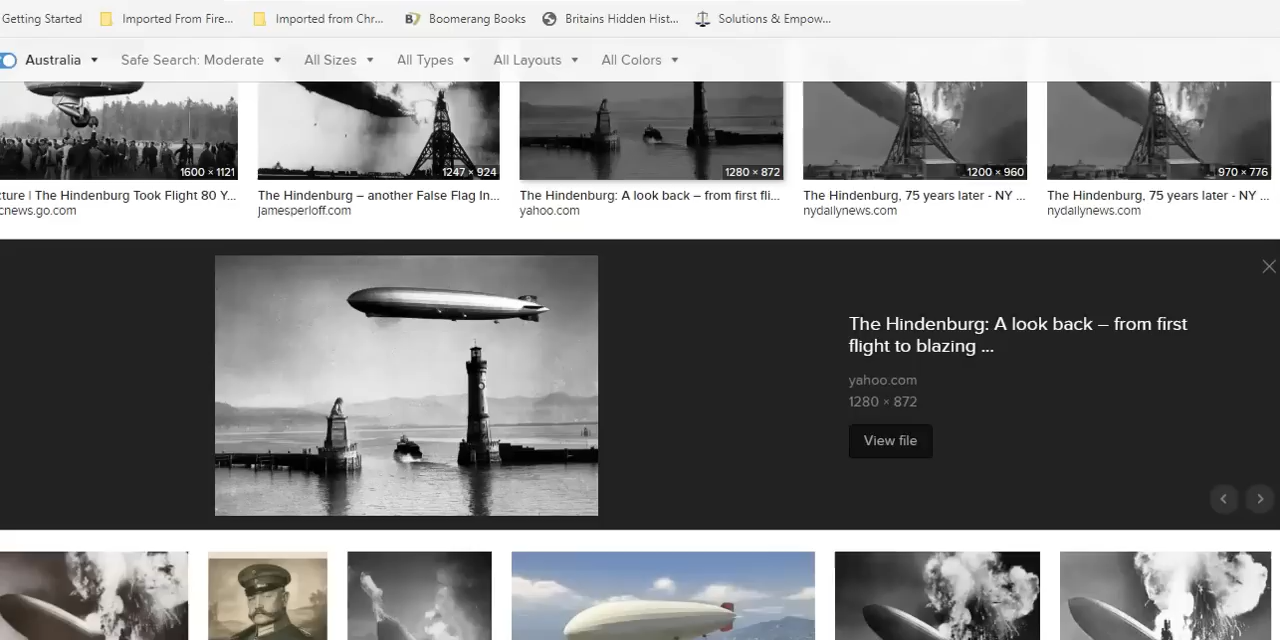 Getting Started
Imported From Fire...
Imported from Chr...
Boomerang Books
Britains Hidden Hist...
Solutions & Empow...
Australia
Safe Search: Moderate
All Sizes
All Types
All Layouts
All Colors
1600 × 1121
1247 × 924
1280 × 872
1200 × 960
970 × 776
cture | The Hindenburg Took Flight 80 Y...
The Hindenburg – another False Flag In...
The Hindenburg: A look back – from first fli...
The Hindenburg, 75 years later - NY ...
The Hindenburg, 75 years later - NY ...
cnews.go.com
jamesperloff.com
yahoo.com
nydailynews.com
nydailynews.com
The Hindenburg: A look back – from first
flight to blazing ...
yahoo.com
1280 × 872
View file